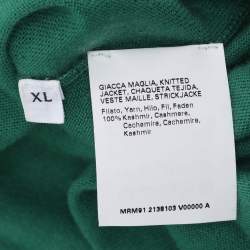 XL
GIACCA MAGLIA, KNITTED
JACKET, CHAQUETA TEJIDA,
VESTE MAILLE, STRICKJACKE
Filato, Yarn, Hilo, Fil, Faden
100% Kashmir, Cashmere,
Cachemira, Cachemire,
Kashmir
MRM91 2138103 V00000 A